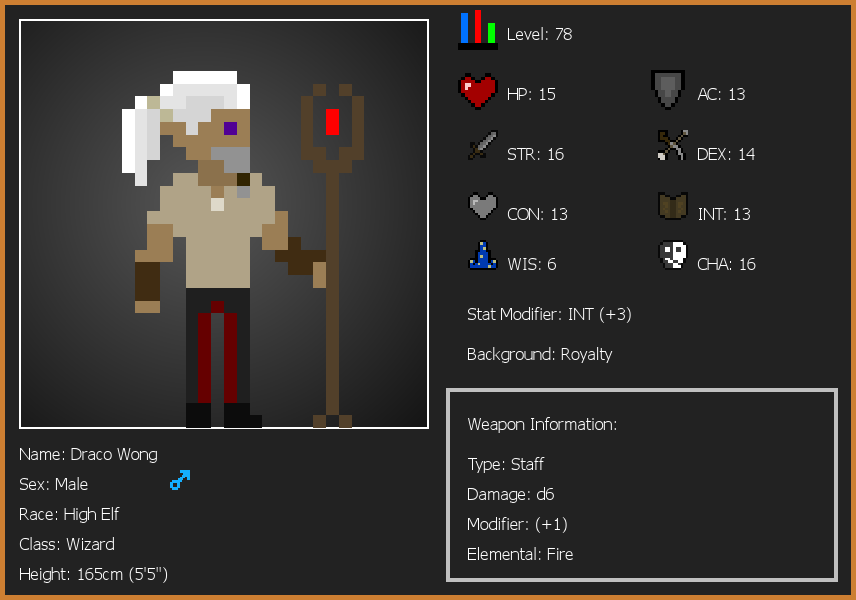 Level: 78
HP: 15
AC: 13
STR: 16
DEX: 14
CON: 13
INT: 13
WIS: 6
CHA: 16
Stat Modifier: INT (+3)
Background: Royalty
Weapon Information:
Type: Staff
Damage: d6
Modifier: (+1)
Elemental: Fire
Name: Draco Wong
Sex: Male
Race: High Elf
Class: Wizard
Height: 165cm (5'5")